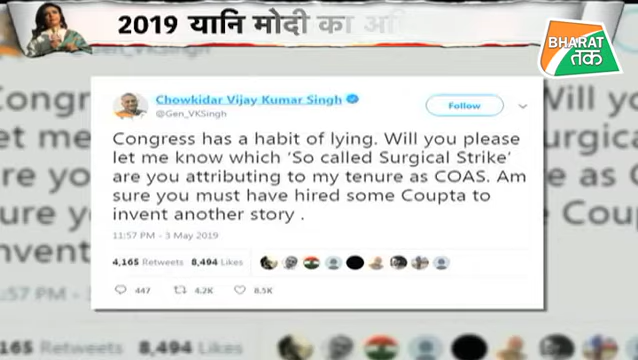 2019 यानि मोदी का
BHARAT
तक
Chowkidar Vijay Kumar Singh
@Gen_VKSingh
Follow
Congress has a habit of lying. Will you please
let me know which ‘So called Surgical Strike’
are you attributing to my tenure as COAS. Am
sure you must have hired some Coupta to
invent another story .
11:57 PM - 3 May 2019
4,165 Retweets 8,494 Likes
447 4.2K 8.5K